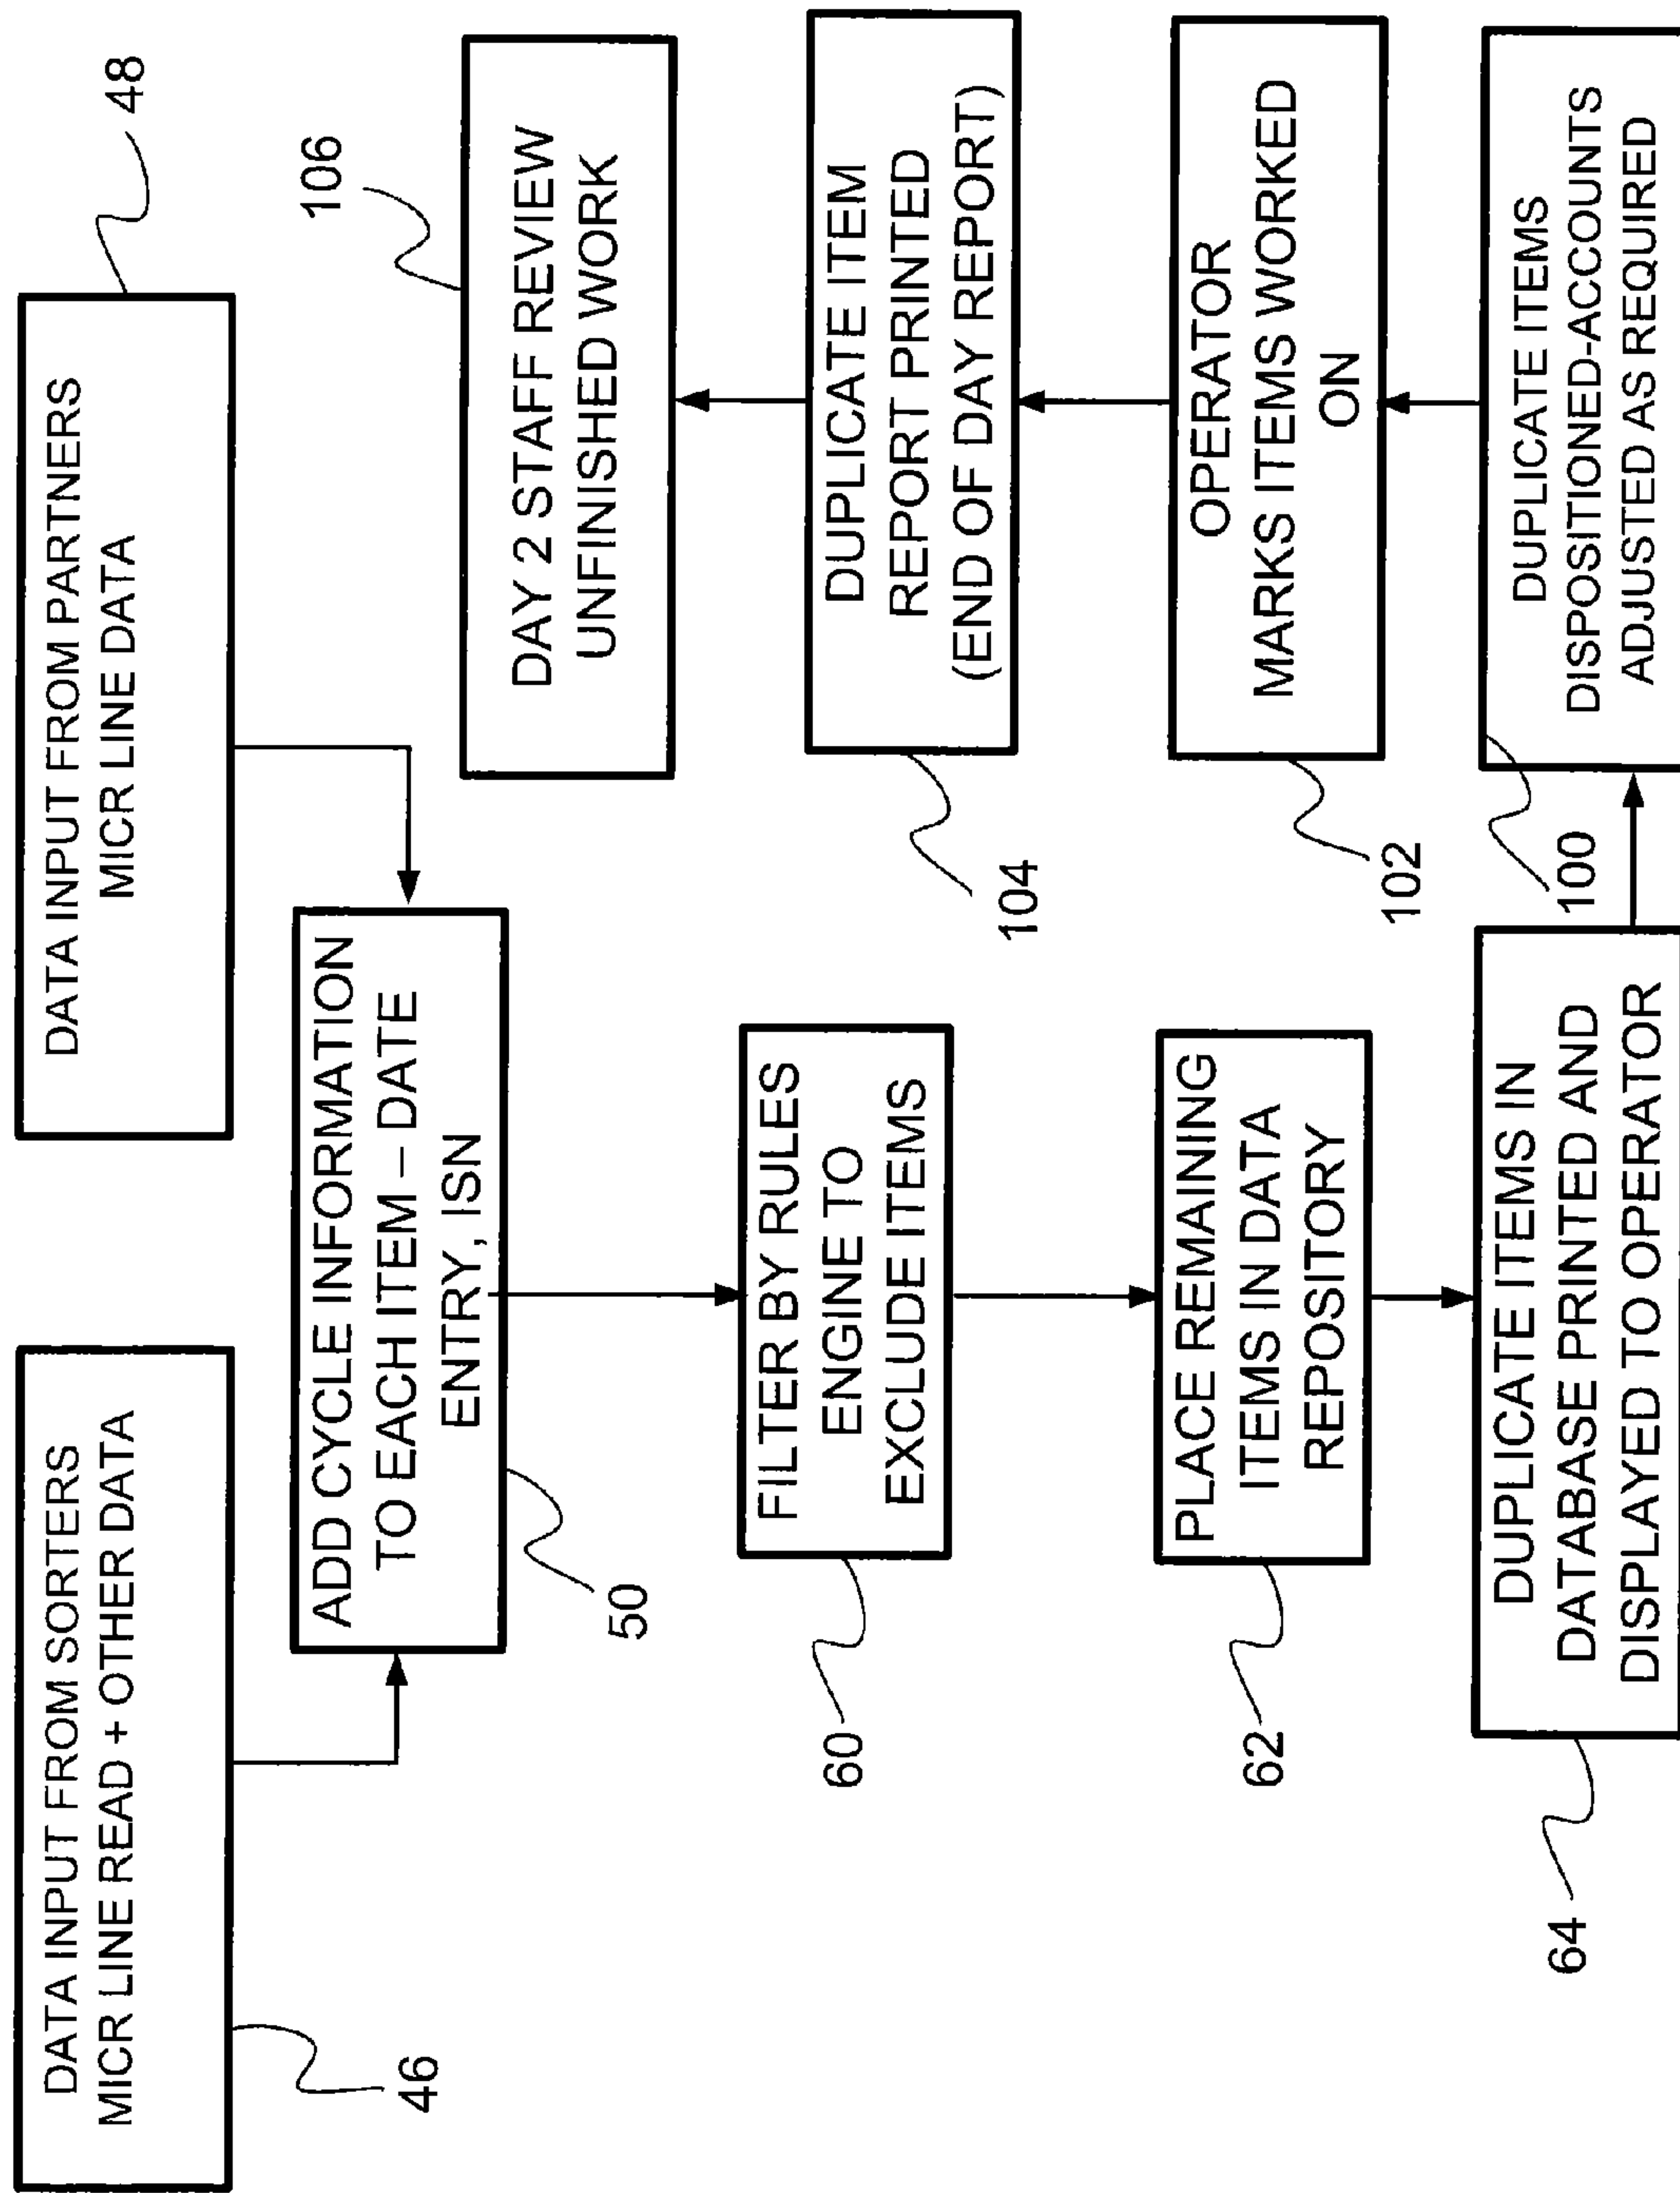 DATA INPUT FROM SORTERS
MICR LINE READ + OTHER DATA
46
DATA INPUT FROM PARTNERS
MICR LINE DATA
48
ADD CYCLE INFORMATION
TO EACH ITEM – DATE
ENTRY, ISN
50
FILTER BY RULES
ENGINE TO
EXCLUDE ITEMS
60
PLACE REMAINING
ITEMS IN DATA
REPOSITORY
62
DUPLICATE ITEMS IN
DATABASE PRINTED AND
DISPLAYED TO OPERATOR
64
DUPLICATE ITEMS
DISPOSITIONED-ACCOUNTS
ADJUSTED AS REQUIRED
100
OPERATOR
MARKS ITEMS WORKED
ON
102
DUPLICATE ITEM
REPORT PRINTED
(END OF DAY REPORT)
104
DAY 2 STAFF REVIEW
UNFINISHED WORK
106